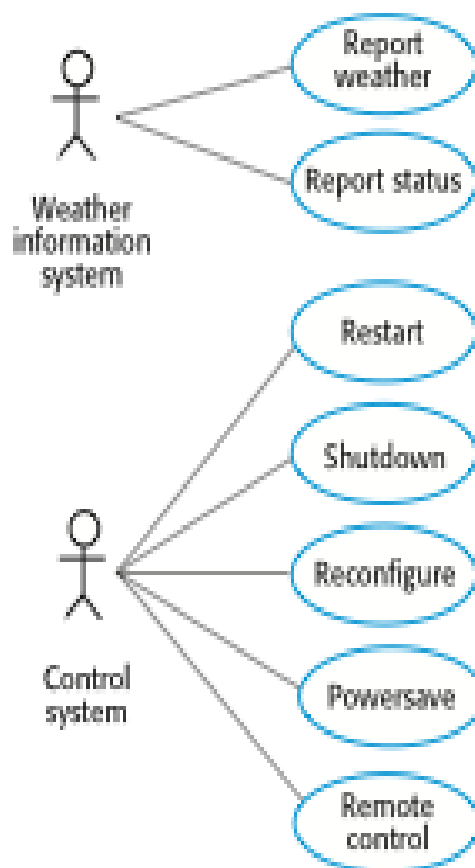 Report
weather
Report status
Weather
information
system
Restart
Shutdown
Reconfigure
Control
system
Powersave
Remote
control